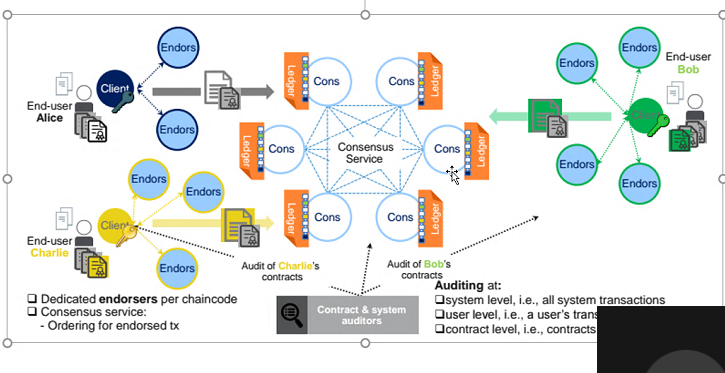 Endors
Endors
Client
End-user
Alice
Endors
Endors
Client
End-user
Charlie
Endors
Ledger
Cons
Cons
Ledger
Ledger
Cons
Consensus
Service
Cons
Ledger
Ledger
Cons
Cons
Ledger
Endors
Endors
End-user
Bob
Endors
Endors
Audit of Charlie's
contracts
Audit of Bob's
contracts
Contract & system
auditors
Dedicated endorsers per chaincode
Consensus service:
- Ordering for endorsed tx
Auditing at:
system level, i.e., all system transactions
user level, i.e., a user's
contract level, i.e., contracts